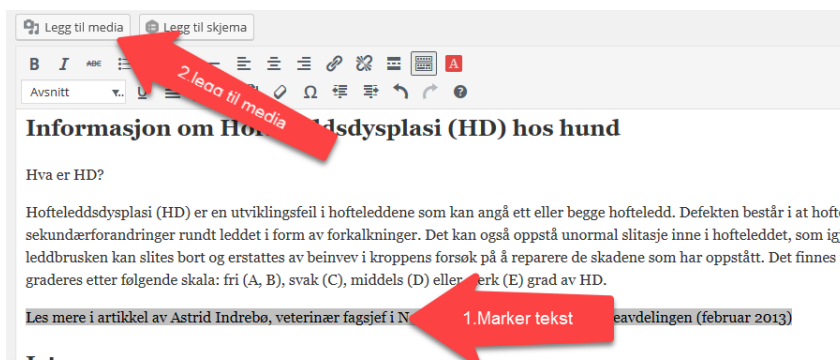 Legg til media
Legg til skjema
B I ABE
A
Avsnitt U Ω
2.legg til media
Informasjon om dsdysplasi (HD) hos hund
Hva er HD?
Hofteleddsdysplasi (HD) er en utviklingsfeil i hofteleddene som kan angå ett eller begge hofteledd. Defekten består i at hofte
sekundærforandringer rundt leddet i form av forkalkninger. Det kan også oppstå unormal slitasje inne i hofteleddet, som ig
leddbrusken kan slites bort og erstattes av beinvev i kroppens forsøk på å reparere de skadene som har oppstått. Det finnes
graderes etter følgende skala: fri (A, B), svak (C), middels (D) eller erk (E) grad av HD.
Les mere i artikkel av Astrid Indrebø, veterinær fagsjef i N eavdelingen (februar 2013)
1.Marker tekst